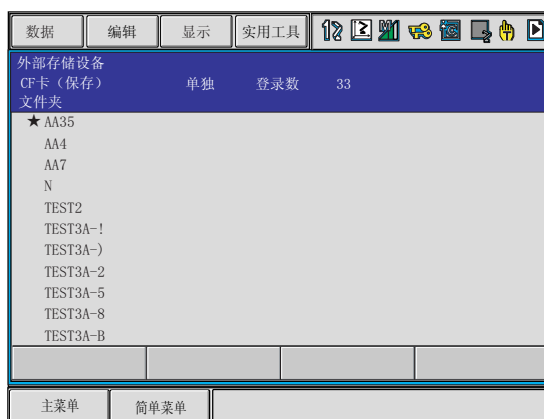 数据 编辑 显示 实用工具
外部存储设备
CF卡（保存） 单独 登录数 33
文件夹
★ AA35
AA4
AA7
N
TEST2
TEST3A-!
TEST3A-)
TEST3A-2
TEST3A-5
TEST3A-8
TEST3A-B
主菜单 简单菜单